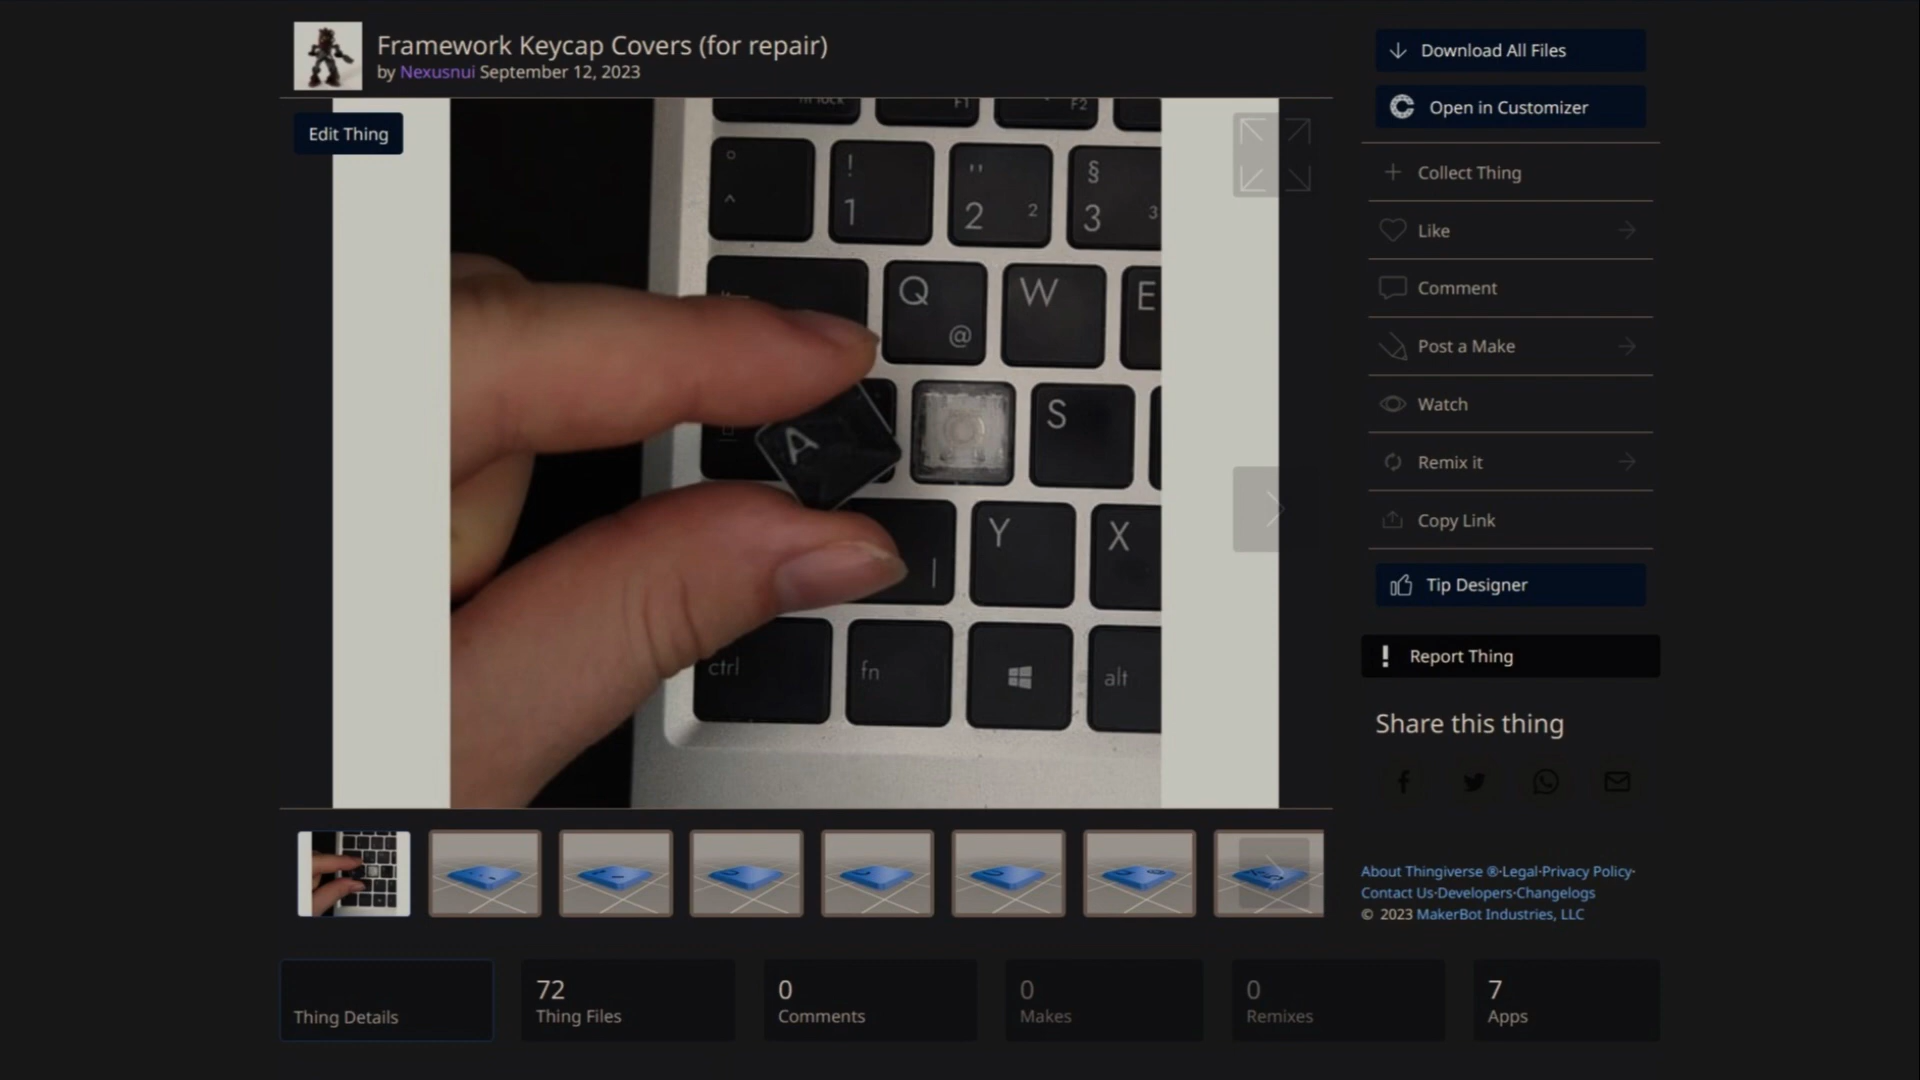 Framework Keycap Covers (for repair)
by Nexusnui September 12, 2023
Edit Thing
F1
F2
°
^
!
1
"
2
2
§
3
3
Q
@
W
E
A
S
|
Y
X
ctrl
fn
alt
Download All Files
Open in Customizer
Collect Thing
Like
Comment
Post a Make
Watch
Remix it
Copy Link
Tip Designer
Report Thing
Share this thing
About Thingiverse ®·Legal·Privacy Policy·
Contact Us·Developers·Changelogs
© 2023 MakerBot Industries, LLC
Thing Details
72
Thing Files
0
Comments
0
Makes
0
Remixes
7
Apps